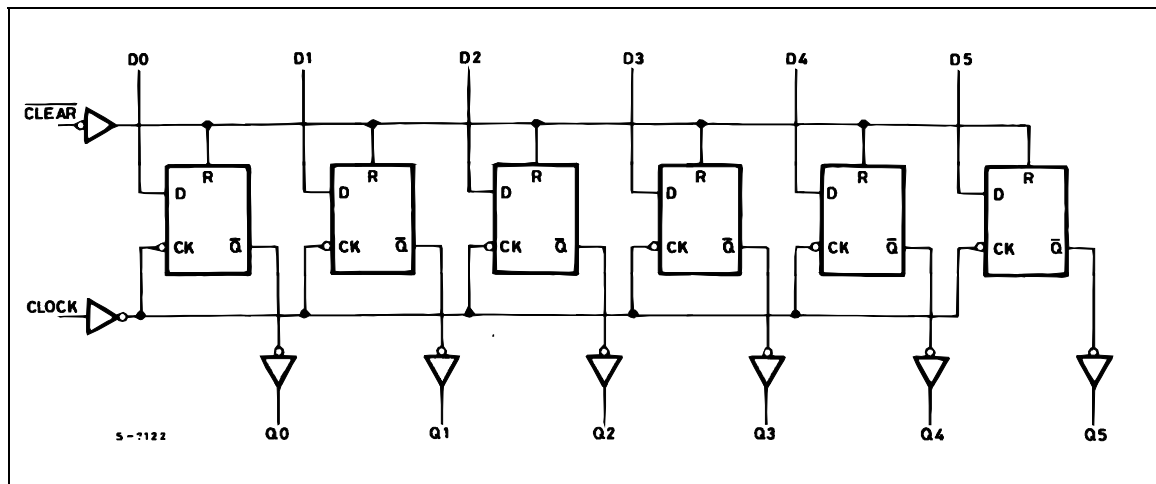 D0 D1 D2 D3 D4 D5
C̅L̅E̅A̅R̅
R R R R R R
D D D D D D
CK Q̅ CK Q̅ CK Q̅ CK Q̅ CK Q̅ CK Q̅
CLOCK
Q0 Q1 Q2 Q3 Q4 Q5